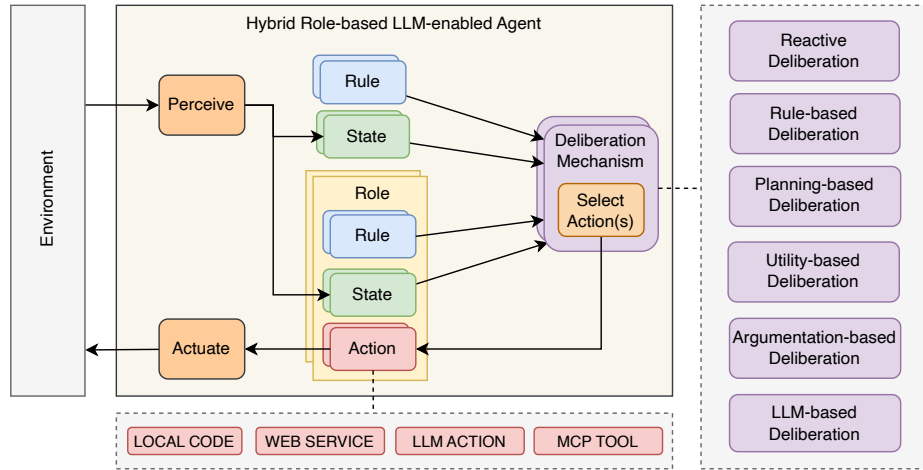 Hybrid Role-based LLM-enabled Agent
Environment
Perceive
Rule
State
Role
Rule
State
Action
Actuate
Deliberation
Mechanism
Select
Action(s)
LOCAL CODE
WEB SERVICE
LLM ACTION
MCP TOOL
Reactive
Deliberation
Rule-based
Deliberation
Planning-based
Deliberation
Utility-based
Deliberation
Argumentation-based
Deliberation
LLM-based
Deliberation